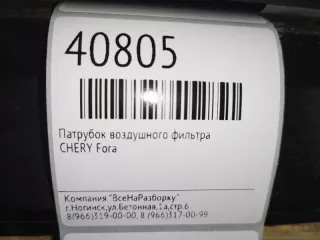 40805
Патрубок воздушного фильтра
CHERY Fora
Компания "ВсеНаРазборку"
г.Ногинск,ул.Бетонная,1а,стр.6
8(966)319-00-00, 8 (966)317-00-99